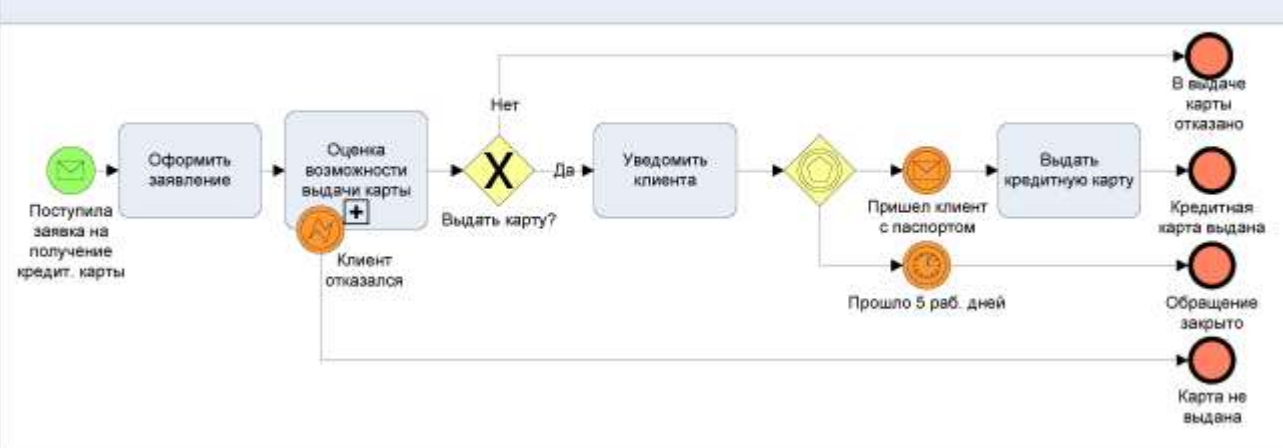 Поступила
заявка на
получение
кредит. карты
Оформить
заявление
Оценка
возможности
выдачи карты
Клиент
отказался
Нет
Выдать карту?
Да
Уведомить
клиента
Пришел клиент
с паспортом
Прошло 5 раб. дней
Выдать
кредитную карту
В выдаче
карты
отказано
Кредитная
карта выдана
Обращение
закрыто
Карта не
выдана